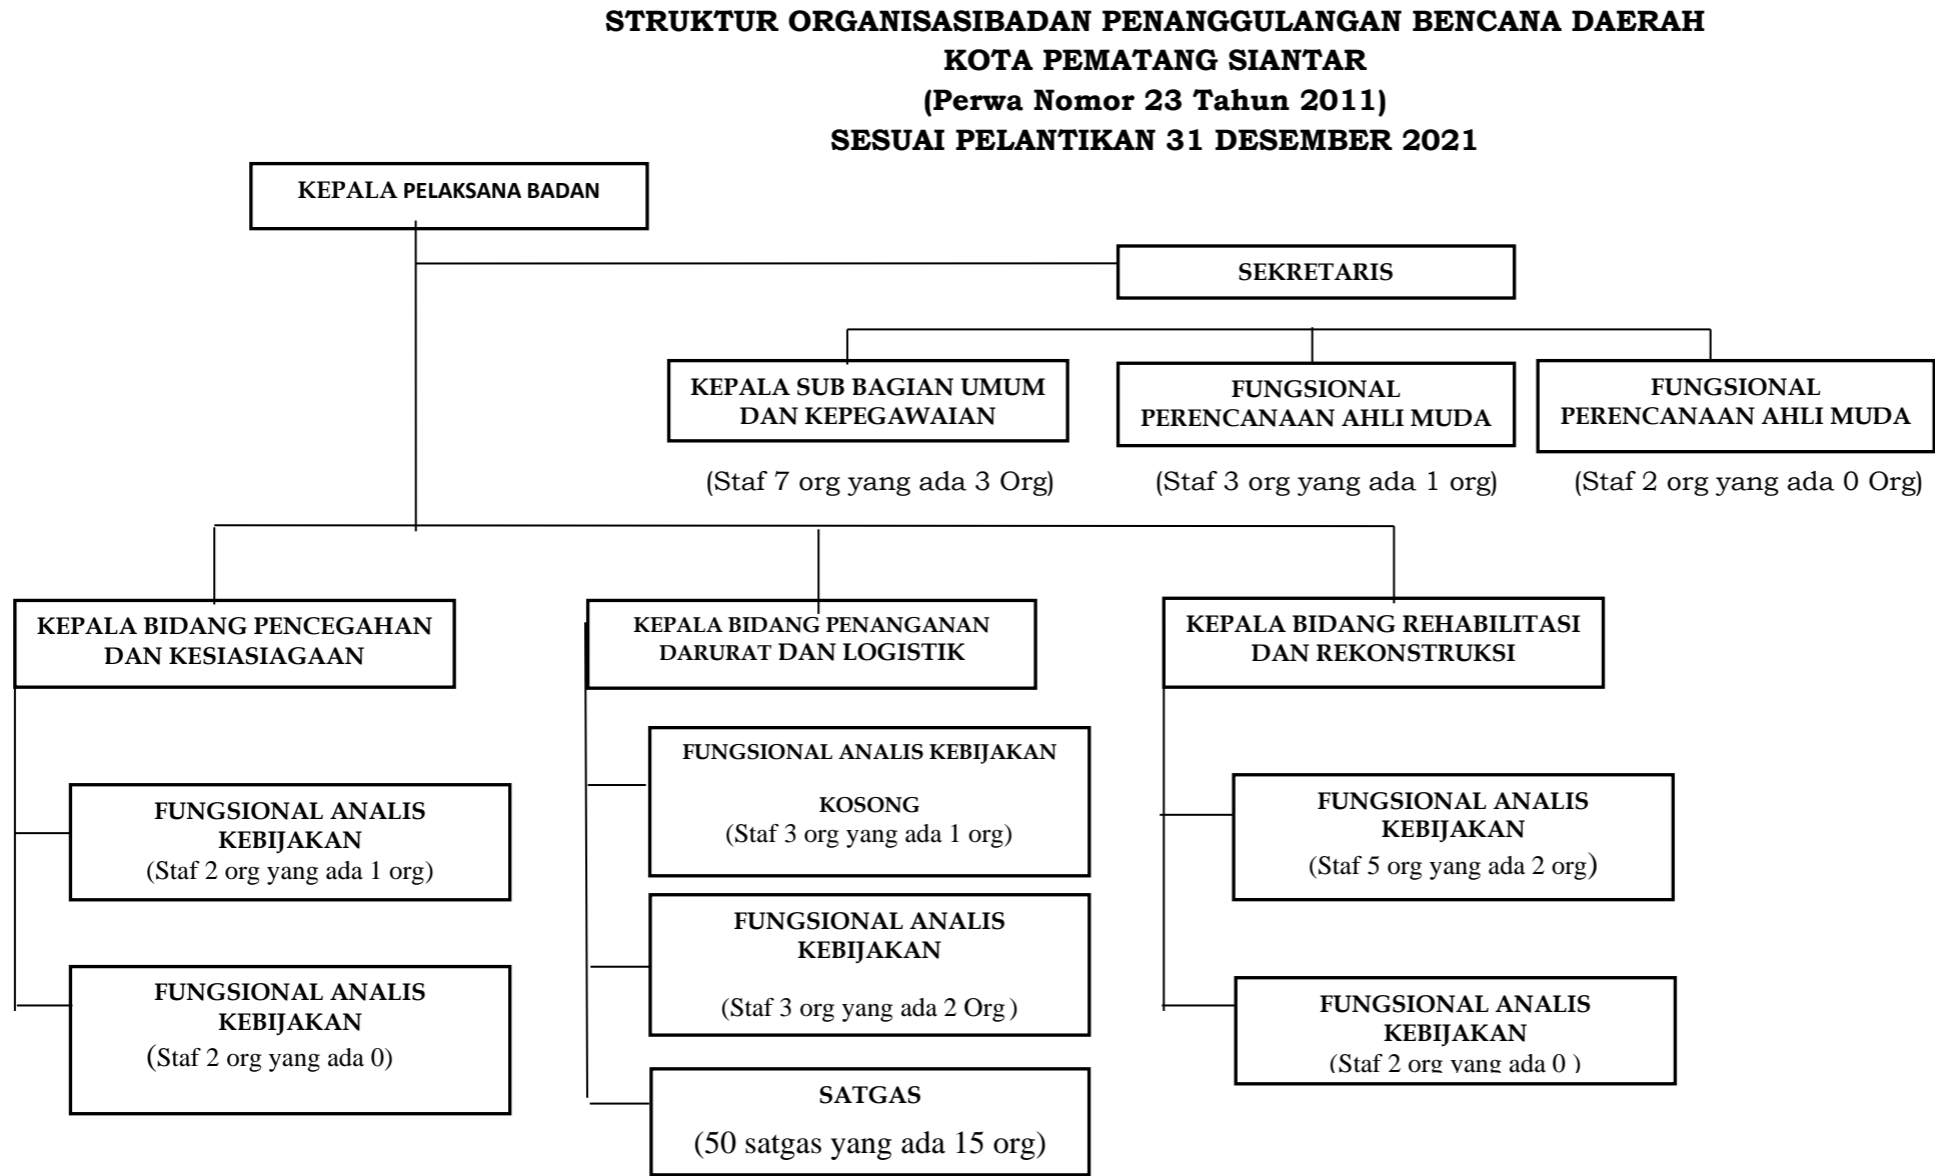 STRUKTUR ORGANISASIBADAN PENANGGULANGAN BENCANA DAERAH
KOTA PEMATANG SIANTAR
(Perwa Nomor 23 Tahun 2011)
SESUAI PELANTIKAN 31 DESEMBER 2021
KEPALA PELAKSANA BADAN
SEKRETARIS
KEPALA SUB BAGIAN UMUM
DAN KEPEGAWAIAN
(Staf 7 org yang ada 3 Org)
FUNGSIONAL
PERENCANAAN AHLI MUDA
(Staf 3 org yang ada 1 org)
FUNGSIONAL
PERENCANAAN AHLI MUDA
(Staf 2 org yang ada 0 Org)
KEPALA BIDANG PENCEGAHAN
DAN KESIASIAGAAN
FUNGSIONAL ANALIS
KEBIJAKAN
(Staf 2 org yang ada 1 org)
FUNGSIONAL ANALIS
KEBIJAKAN
(Staf 2 org yang ada 0)
KEPALA BIDANG PENANGANAN
DARURAT DAN LOGISTIK
FUNGSIONAL ANALIS KEBIJAKAN
KOSONG
(Staf 3 org yang ada 1 org)
FUNGSIONAL ANALIS
KEBIJAKAN
(Staf 3 org yang ada 2 Org )
SATGAS
(50 satgas yang ada 15 org)
KEPALA BIDANG REHABILITASI
DAN REKONSTRUKSI
FUNGSIONAL ANALIS
KEBIJAKAN
(Staf 5 org yang ada 2 org)
FUNGSIONAL ANALIS
KEBIJAKAN
(Staf 2 org yang ada 0 )